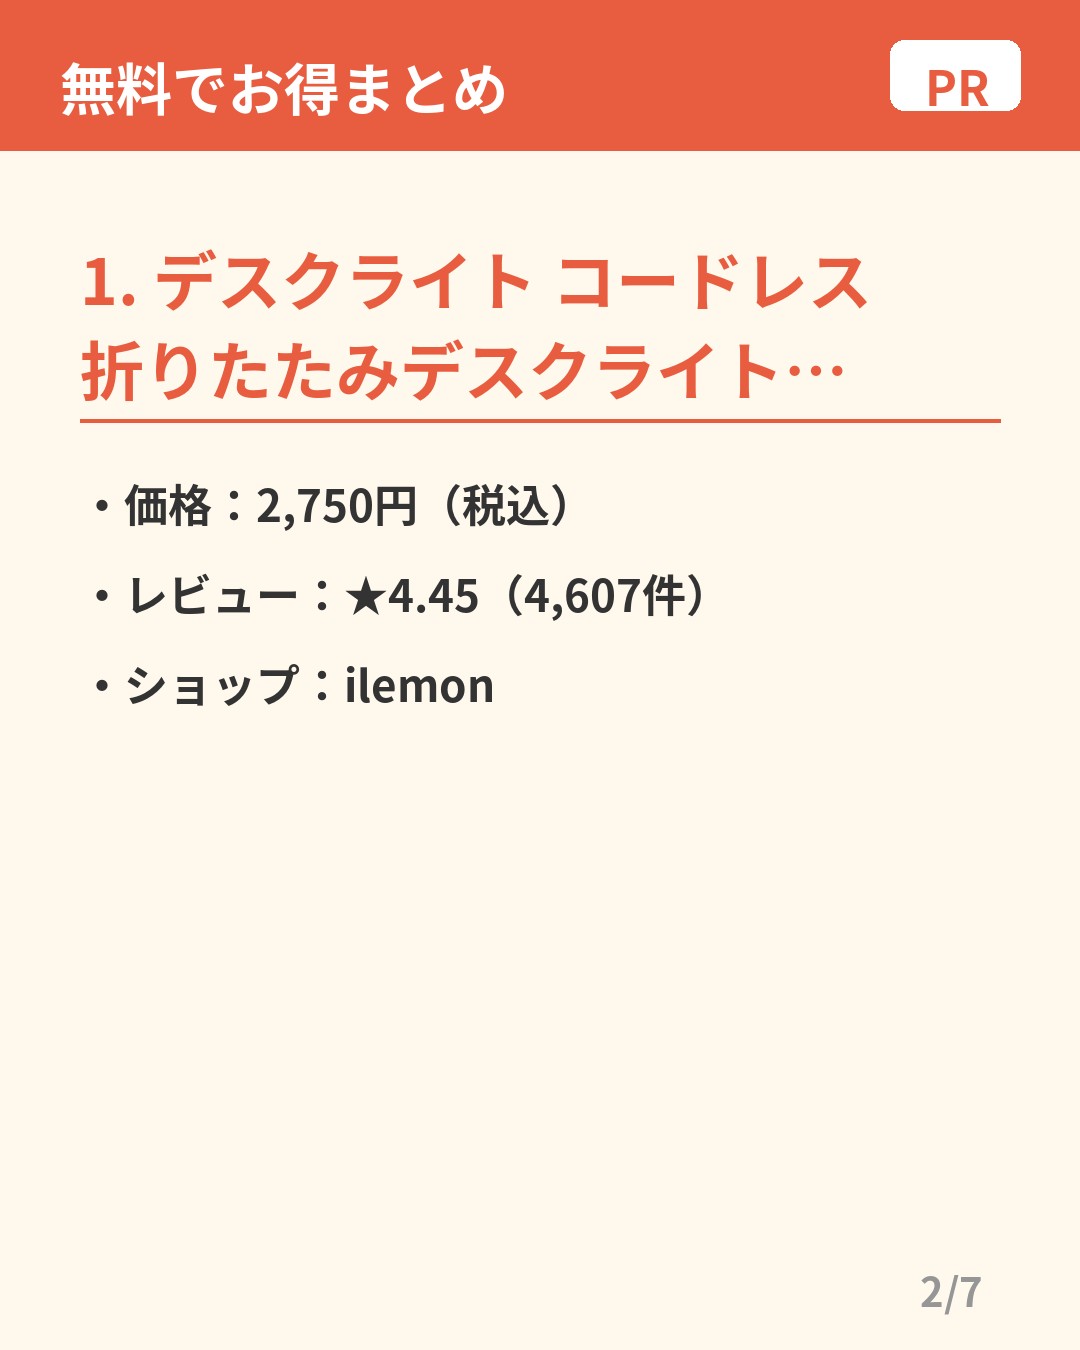 無料でお得まとめ
PR
1. デスクライト コードレス
折りたたみデスクライト…
・価格：2,750円（税込）
・レビュー：★4.45（4,607件）
・ショップ：ilemon
2/7